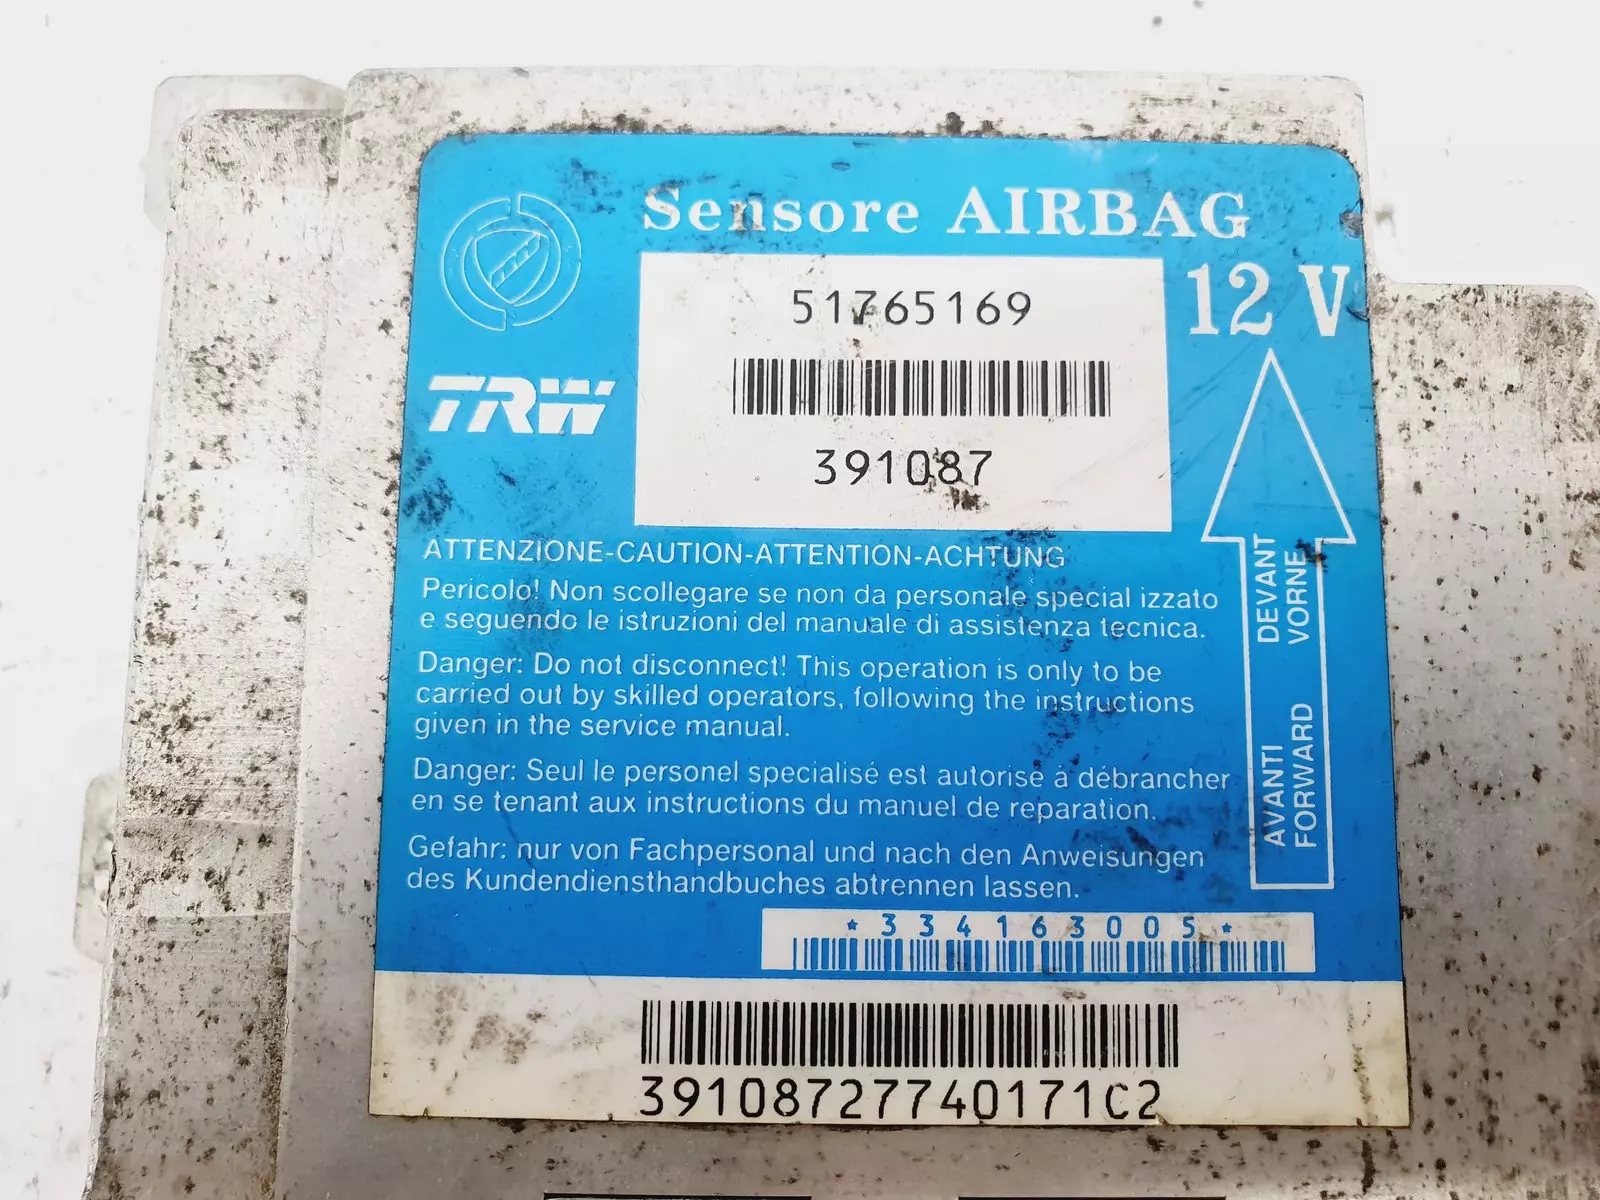 Sensore AIRBAG
12 V
51765169
TRW
391087
ATTENZIONE-CAUTION-ATTENTION-ACHTUNG
Pericolo! Non scollegare se non da personale special izzato
e seguendo le istruzioni del manuale di assistenza tecnica.
Danger: Do not disconnect! This operation is only to be
carried out by skilled operators, following the instructions
given in the service manual.
Danger: Seul le personel specialisé est autorisé à débrancher
en se tenant aux instructions du manuel de reparation.
Gefahr: nur von Fachpersonal und nach den Anweisungen
des Kundendiensthandbuches abtrennen lassen.
AVANTI DEVANT
FORWARD VORNE
*334163005*
39108727740171C2